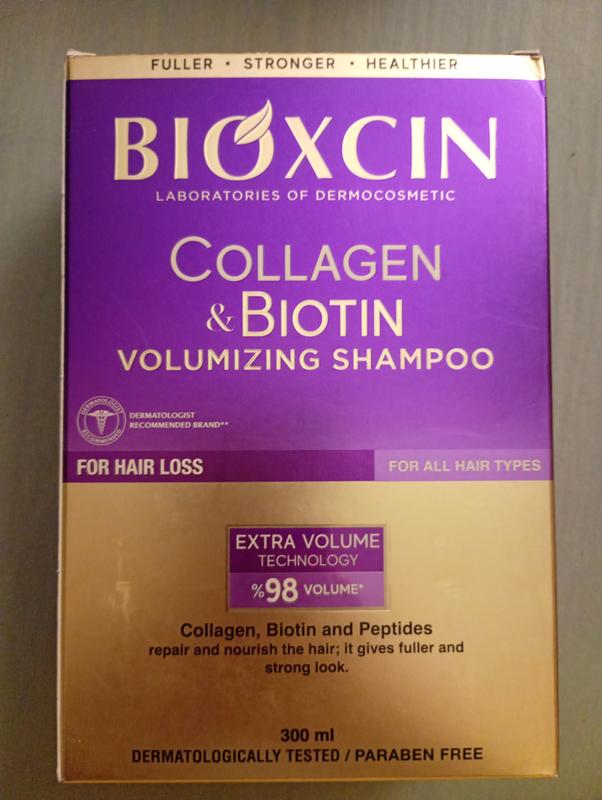 FULLER • STRONGER • HEALTHIER
BIOXCIN
LABORATORIES OF DERMOCOSMETIC
COLLAGEN
& BIOTIN
VOLUMIZING SHAMPOO
DERMATOLOGIST
RECOMMENDED
DERMATOLOGIST
RECOMMENDED BRAND**
FOR HAIR LOSS
FOR ALL HAIR TYPES
EXTRA VOLUME
TECHNOLOGY
%98 VOLUME*
Collagen, Biotin and Peptides
repair and nourish the hair; it gives fuller and
strong look.
300 ml
DERMATOLOGICALLY TESTED / PARABEN FREE